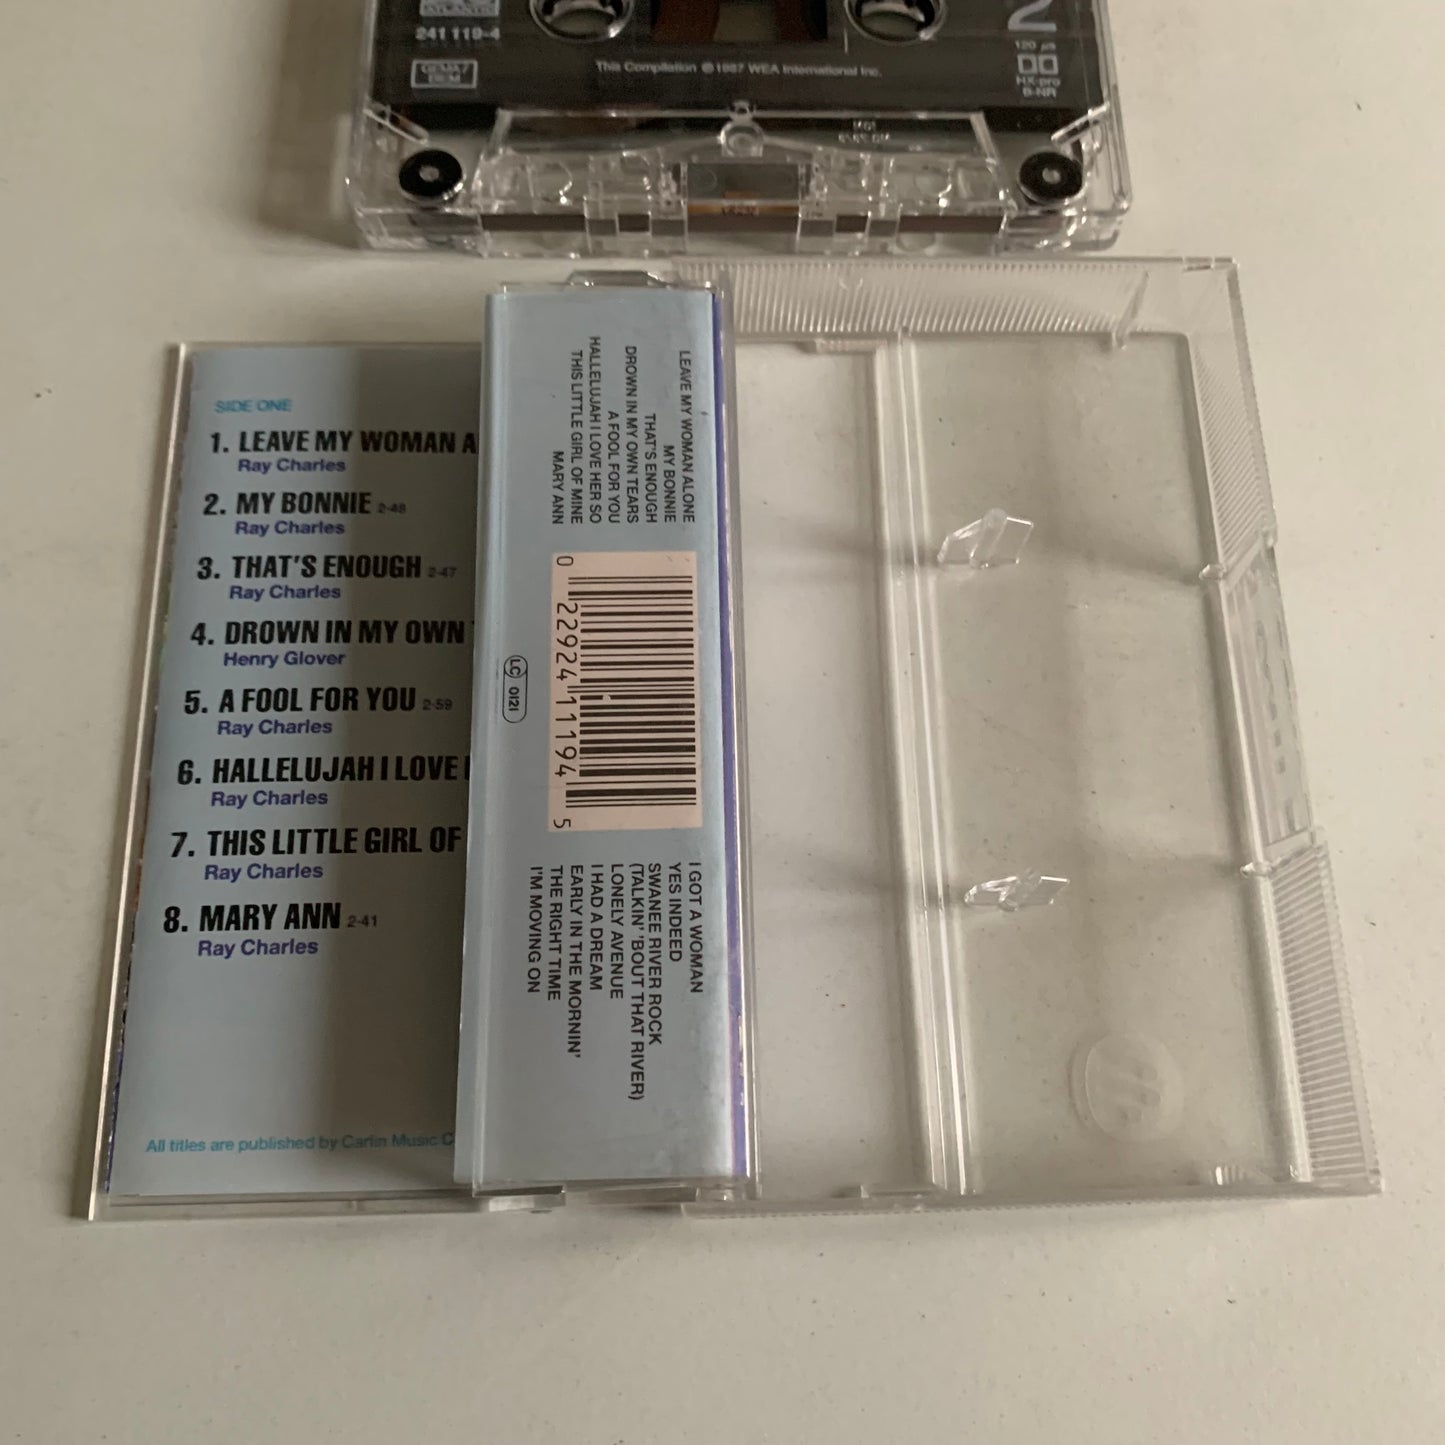 ATLANTIC
241 119-4
GEMA/
BIEM
This Compilation ℗1987 WEA International Inc.
2
120 µs
HX-pro
B-NR
SIDE ONE
1. LEAVE MY WOMAN A
Ray Charles
2. MY BONNIE 2-48
Ray Charles
3. THAT'S ENOUGH 2-47
Ray Charles
4. DROWN IN MY OWN
Henry Glover
5. A FOOL FOR YOU 2-59
Ray Charles
6. HALLELUJAH I LOVE
Ray Charles
7. THIS LITTLE GIRL OF
Ray Charles
8. MARY ANN 2-41
Ray Charles
All titles are published by Carlin Music C
LEAVE MY WOMAN ALONE
MY BONNIE
THAT'S ENOUGH
DROWN IN MY OWN TEARS
A FOOL FOR YOU
HALLELUJAH I LOVE HER SO
THIS LITTLE GIRL OF MINE
MARY ANN
0 22924 11194 5
LC 0121
I GOT A WOMAN
YES INDEED
SWANEE RIVER ROCK
(TALKIN' 'BOUT THAT RIVER)
LONELY AVENUE
I HAD A DREAM
EARLY IN THE MORNIN'
THE RIGHT TIME
I'M MOVING ON